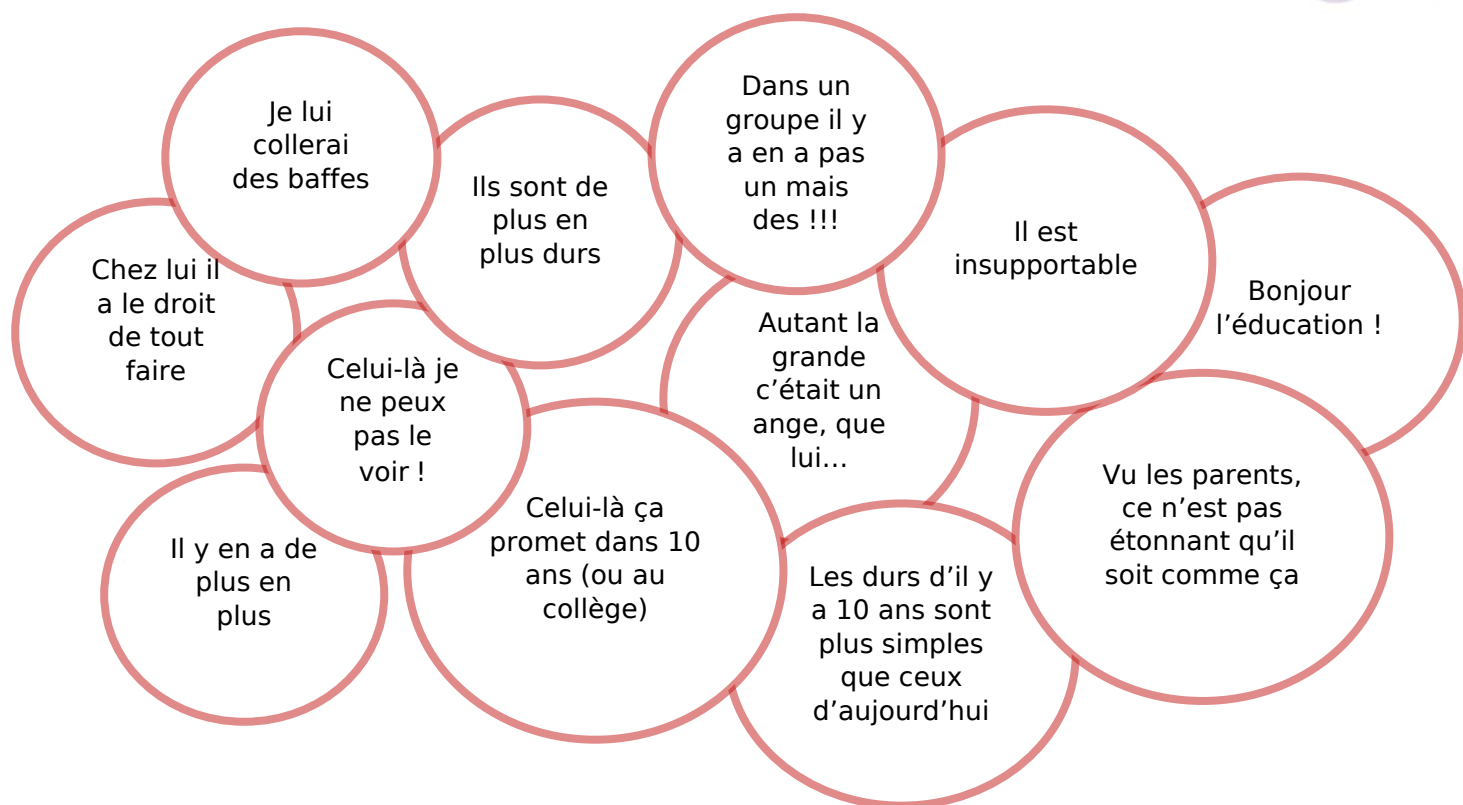 Je lui
collerai
des baffes
Ils sont de
plus en
plus durs
Dans un
groupe il y
a en a pas
un mais
des !!!
Il est
insupportable
Bonjour
l’éducation !
Chez lui il
a le droit
de tout
faire
Celui-là je
ne peux
pas le
voir !
Autant la
grande
c’était un
ange, que
lui…
Vu les parents,
ce n’est pas
étonnant qu’il
soit comme ça
Il y en a de
plus en
plus
Celui-là ça
promet dans 10
ans (ou au
collège)
Les durs d’il y
a 10 ans sont
plus simples
que ceux
d’aujourd’hui